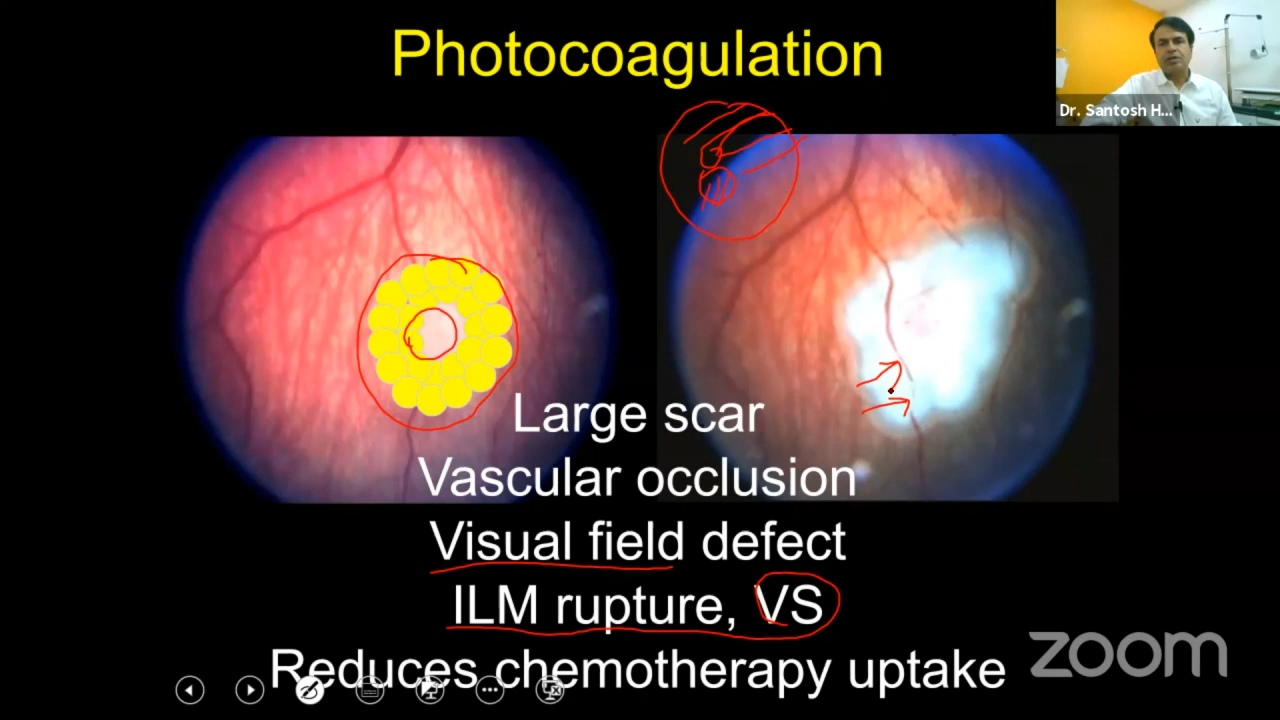 Photocoagulation
Dr. Santosh H...
Large scar
Vascular occlusion
Visual field defect
ILM rupture, VS
Reduces chemotherapy uptake
zoom